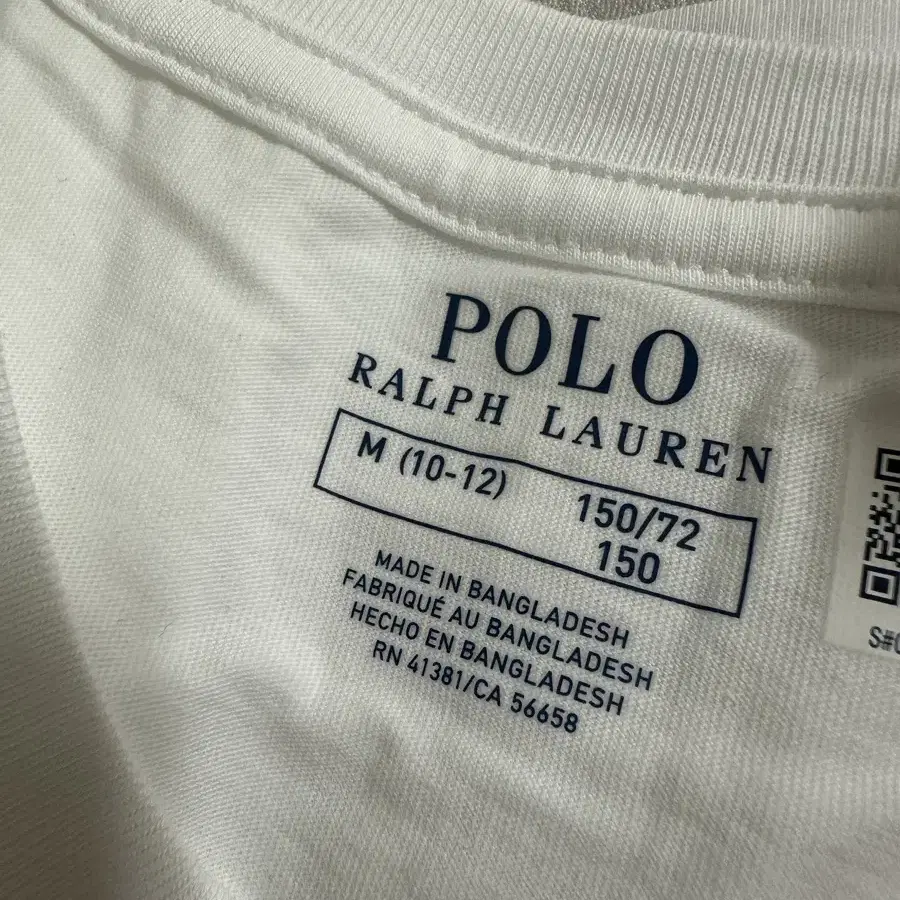 POLO
RALPH LAUREN
M (10-12) 150/72
150
MADE IN BANGLADESH
FABRIQUÉ AU BANGLADESH
HECHO EN BANGLADESH
RN 41381/CA 56658